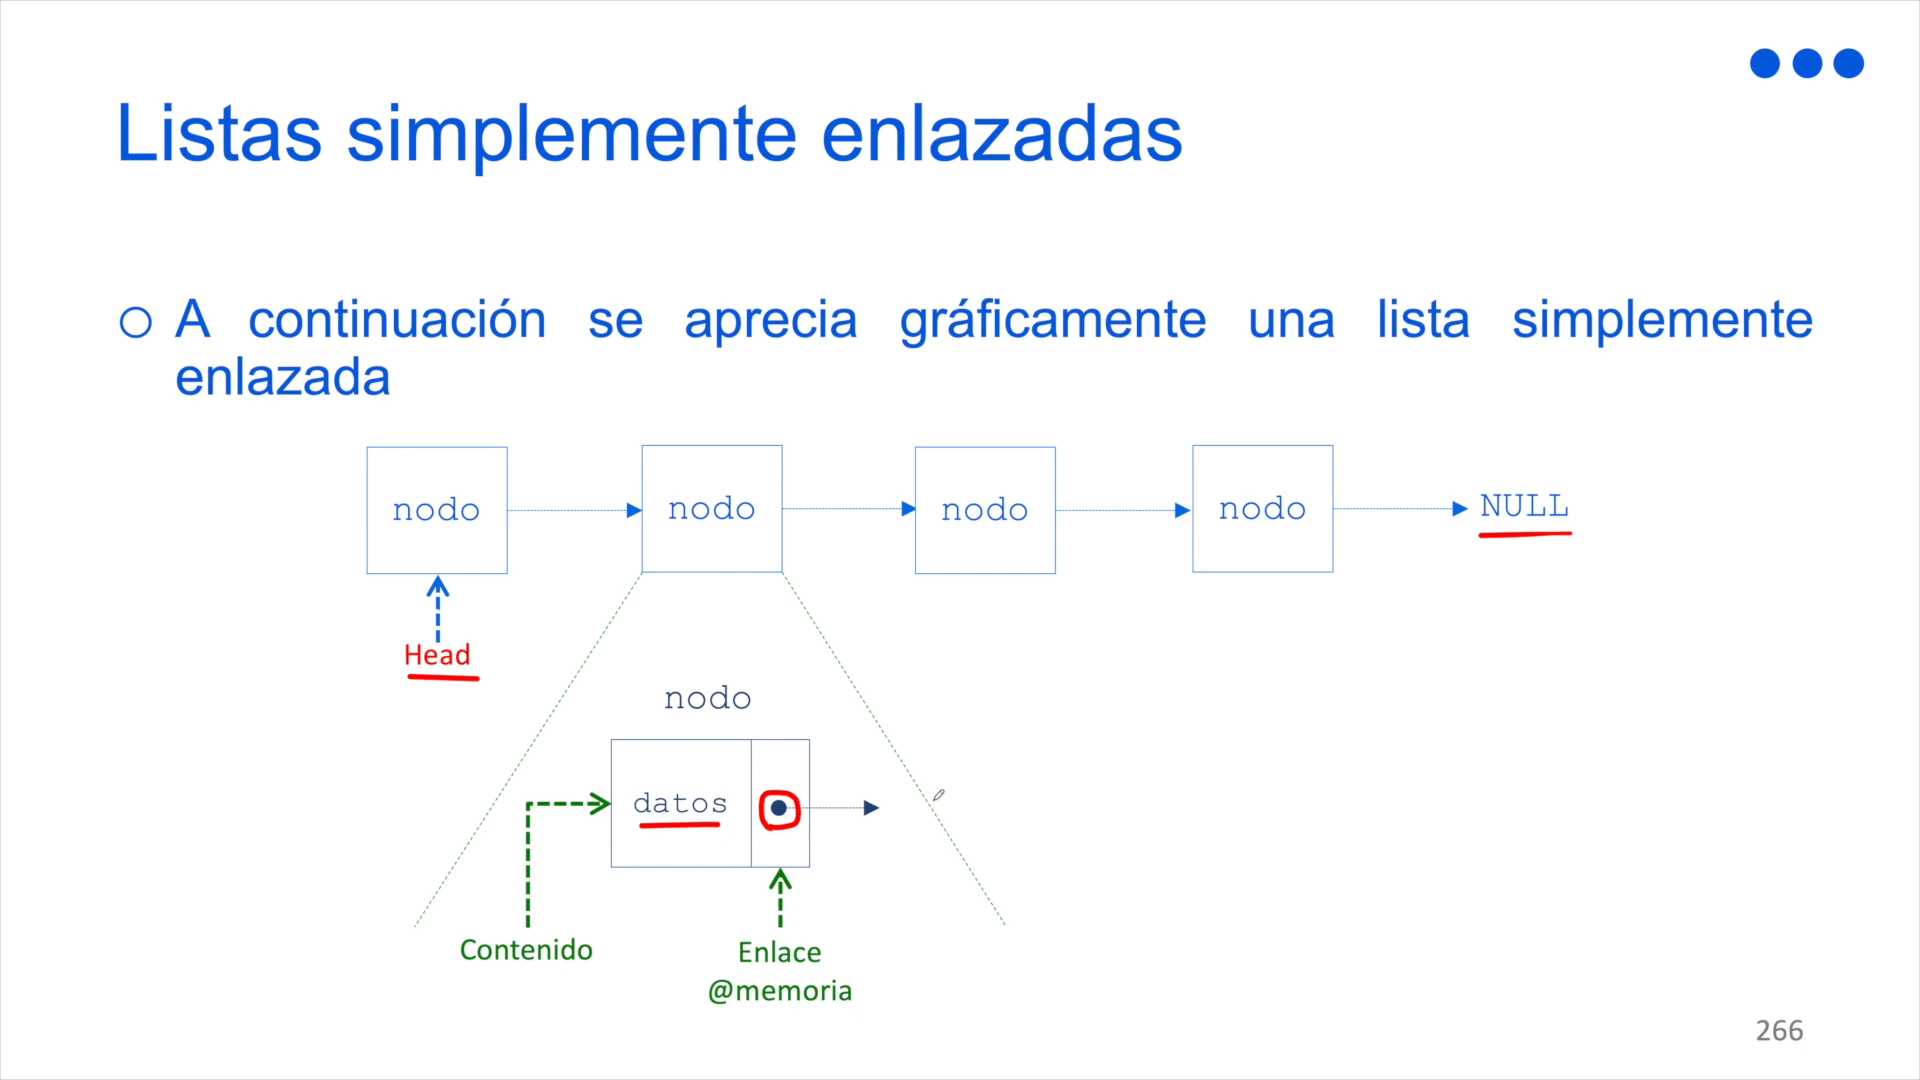 Listas simplemente enlazadas
A continuación se aprecia gráficamente una lista simplemente
enlazada
nodo nodo nodo nodo NULL
Head
nodo
datos
Contenido Enlace
@memoria
266